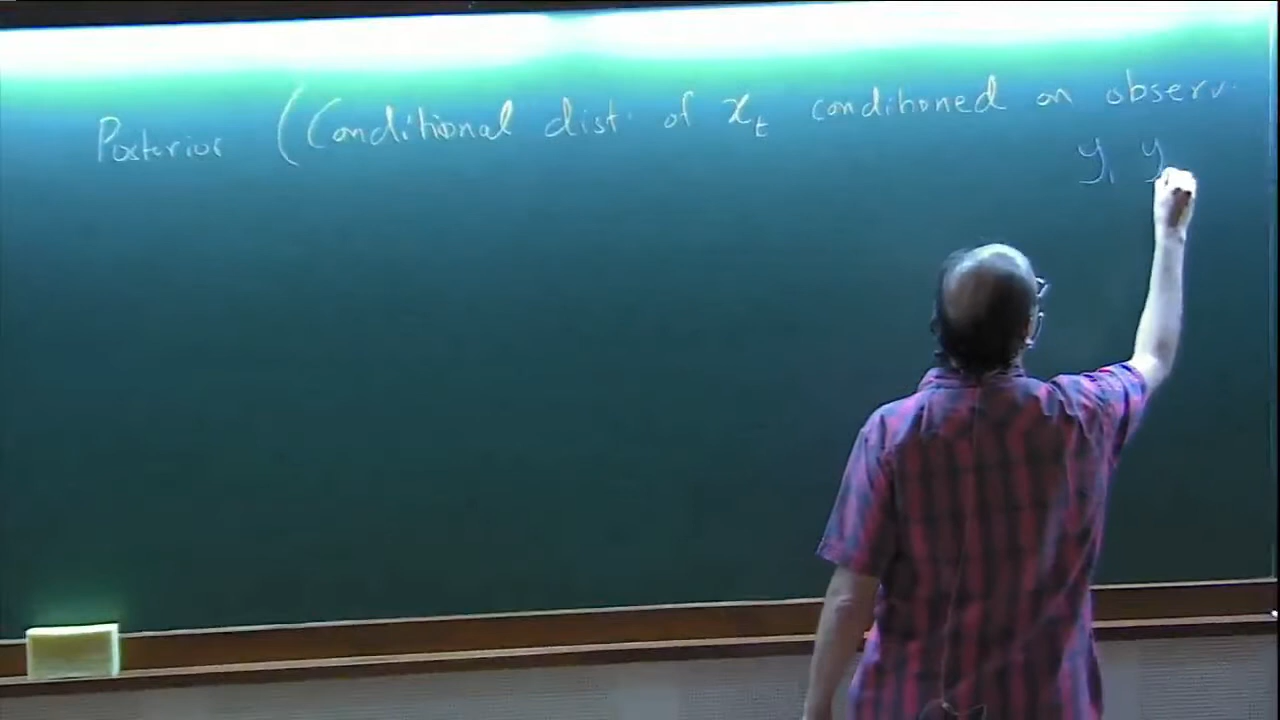 Posterior (Conditional dist. of x_t conditioned on observ.
y_1 y